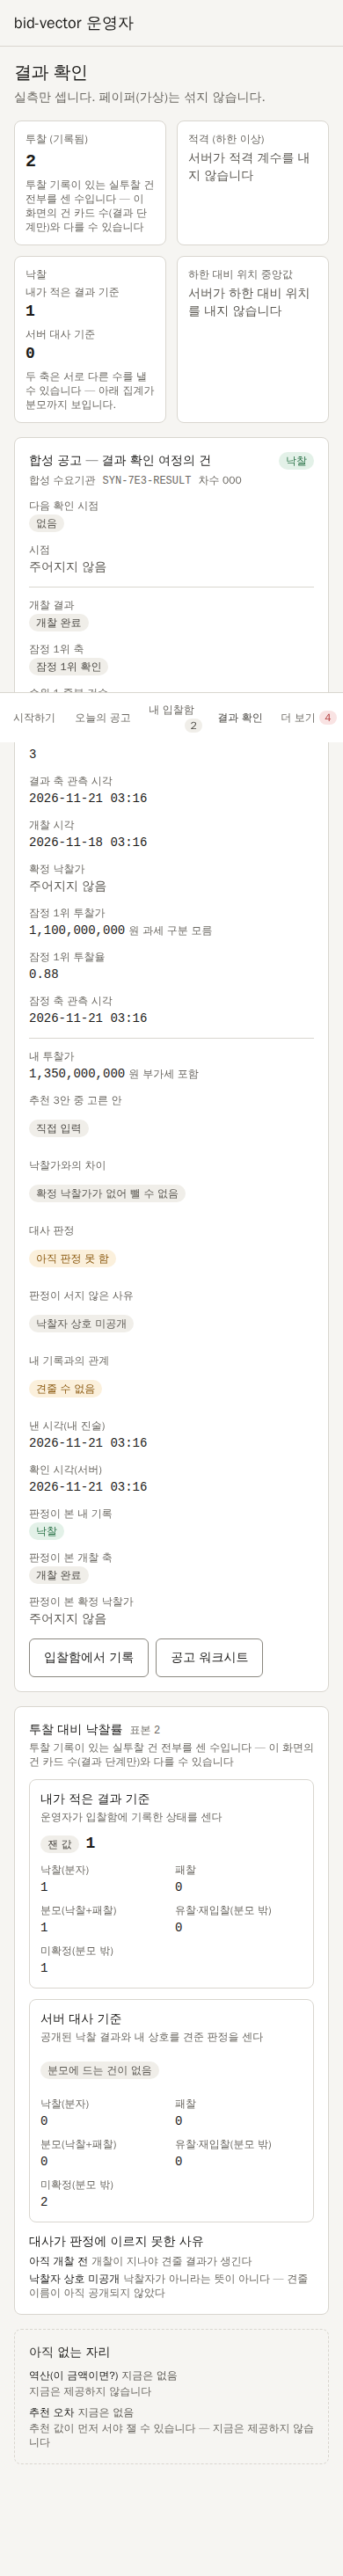 bid-vector 운영자
결과 확인
실측만 셉니다. 페이퍼(가상)는 섞지 않습니다.
투찰 (기록됨)
2
투찰 기록이 있는 실투찰 건
전부를 센 수입니다 — 이
화면의 건 카드 수(결과 단
계만)와 다를 수 있습니다
적격 (하한 이상)
서버가 적격 계수를 내
지 않습니다
낙찰
내가 적은 결과 기준
1
서버 대사 기준
0
두 축은 서로 다른 수를 낼
수 있습니다 — 아래 집계가
분모까지 보입니다.
하한 대비 위치 중앙값
서버가 하한 대비 위치
를 내지 않습니다
합성 공고 — 결과 확인 여정의 건
낙찰
합성 수요기관 SYN-7E3-RESULT 차수 000
다음 확인 시점
없음
시점
주어지지 않음
개찰 결과
개찰 완료
잠정 1위 축
잠정 1위 확인
시작하기
오늘의 공고
내 입찰함
2
결과 확인
더 보기 4
3
결과 축 관측 시각
2026-11-21 03:16
개찰 시각
2026-11-18 03:16
확정 낙찰가
주어지지 않음
잠정 1위 투찰가
1,100,000,000 원 과세 구분 모름
잠정 1위 투찰율
0.88
잠정 축 관측 시각
2026-11-21 03:16
내 투찰가
1,350,000,000 원 부가세 포함
추천 3안 중 고른 안
직접 입력
낙찰가와의 차이
확정 낙찰가가 없어 뺄 수 없음
대사 판정
아직 판정 못 함
판정이 서지 않은 사유
낙찰자 상호 미공개
내 기록과의 관계
견줄 수 없음
낸 시각(내 진술)
2026-11-21 03:16
확인 시각(서버)
2026-11-21 03:16
판정이 본 내 기록
낙찰
판정이 본 개찰 축
개찰 완료
판정이 본 확정 낙찰가
주어지지 않음
입찰함에서 기록
공고 워크시트
투찰 대비 낙찰률 표본 2
투찰 기록이 있는 실투찰 건 전부를 센 수입니다 — 이 화면의
건 카드 수(결과 단계만)와 다를 수 있습니다
내가 적은 결과 기준
운영자가 입찰함에 기록한 상태를 센다
잰 값 1
낙찰(분자)
1
패찰
0
분모(낙찰+패찰)
1
유찰·재입찰(분모 밖)
0
미확정(분모 밖)
1
서버 대사 기준
공개된 낙찰 결과와 내 상호를 견준 판정을 센다
분모에 드는 건이 없음
낙찰(분자)
0
패찰
0
분모(낙찰+패찰)
0
유찰·재입찰(분모 밖)
0
미확정(분모 밖)
2
대사가 판정에 이르지 못한 사유
아직 개찰 전 개찰이 지나야 견줄 결과가 생긴다
낙찰자 상호 미공개 낙찰자가 아니라는 뜻이 아니다 — 견줄
이름이 아직 공개되지 않았다
아직 없는 자리
역산(이 금액이면?) 지금은 없음
지금은 제공하지 않습니다
추천 오차 지금은 없음
추천 값이 먼저 서야 잴 수 있습니다 — 지금은 제공하지 않습
니다